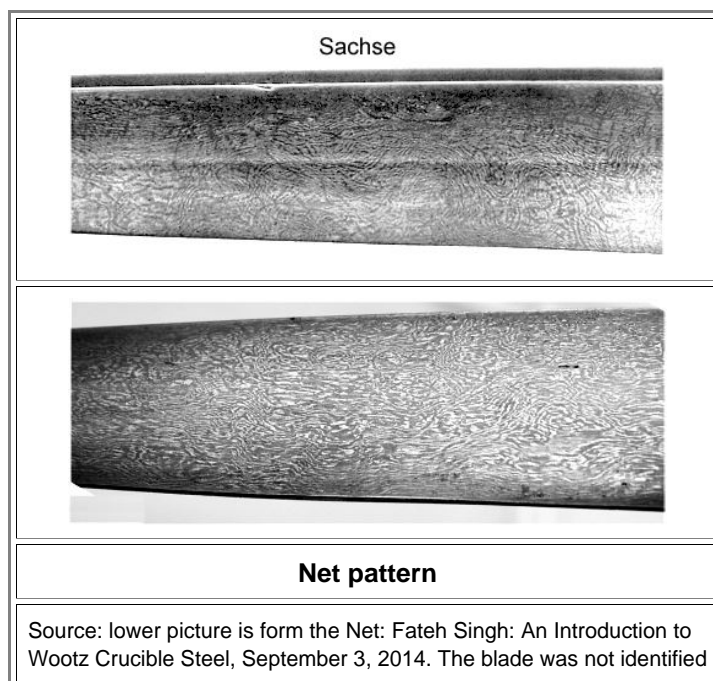 Sachse
Net pattern
Source: lower picture is form the Net: Fateh Singh: An Introduction to
Wootz Crucible Steel, September 3, 2014. The blade was not identified